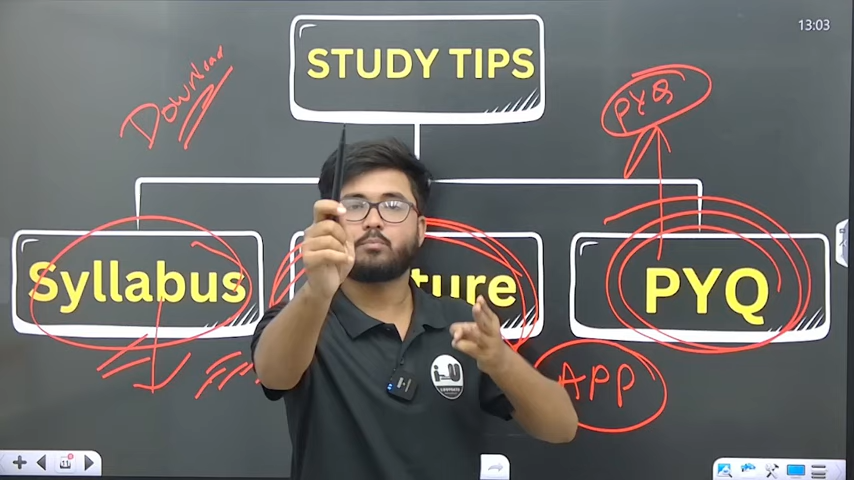 13:03
STUDY TIPS
Download
PYQ
Syllabus
ture
PYQ
APP